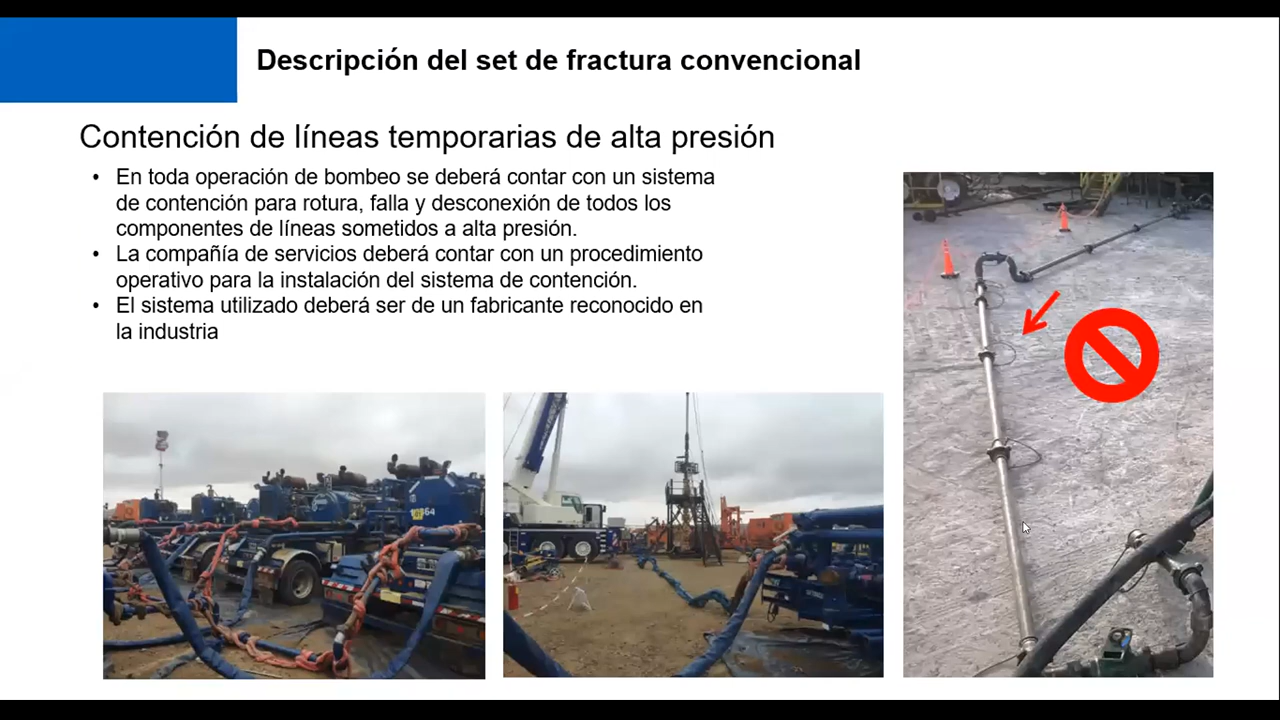 Descripción del set de fractura convencional
Contención de líneas temporarias de alta presión
• En toda operación de bombeo se deberá contar con un sistema
de contención para rotura, falla y desconexión de todos los
componentes de líneas sometidos a alta presión.
• La compañía de servicios deberá contar con un procedimiento
operativo para la instalación del sistema de contención.
• El sistema utilizado deberá ser de un fabricante reconocido en
la industria